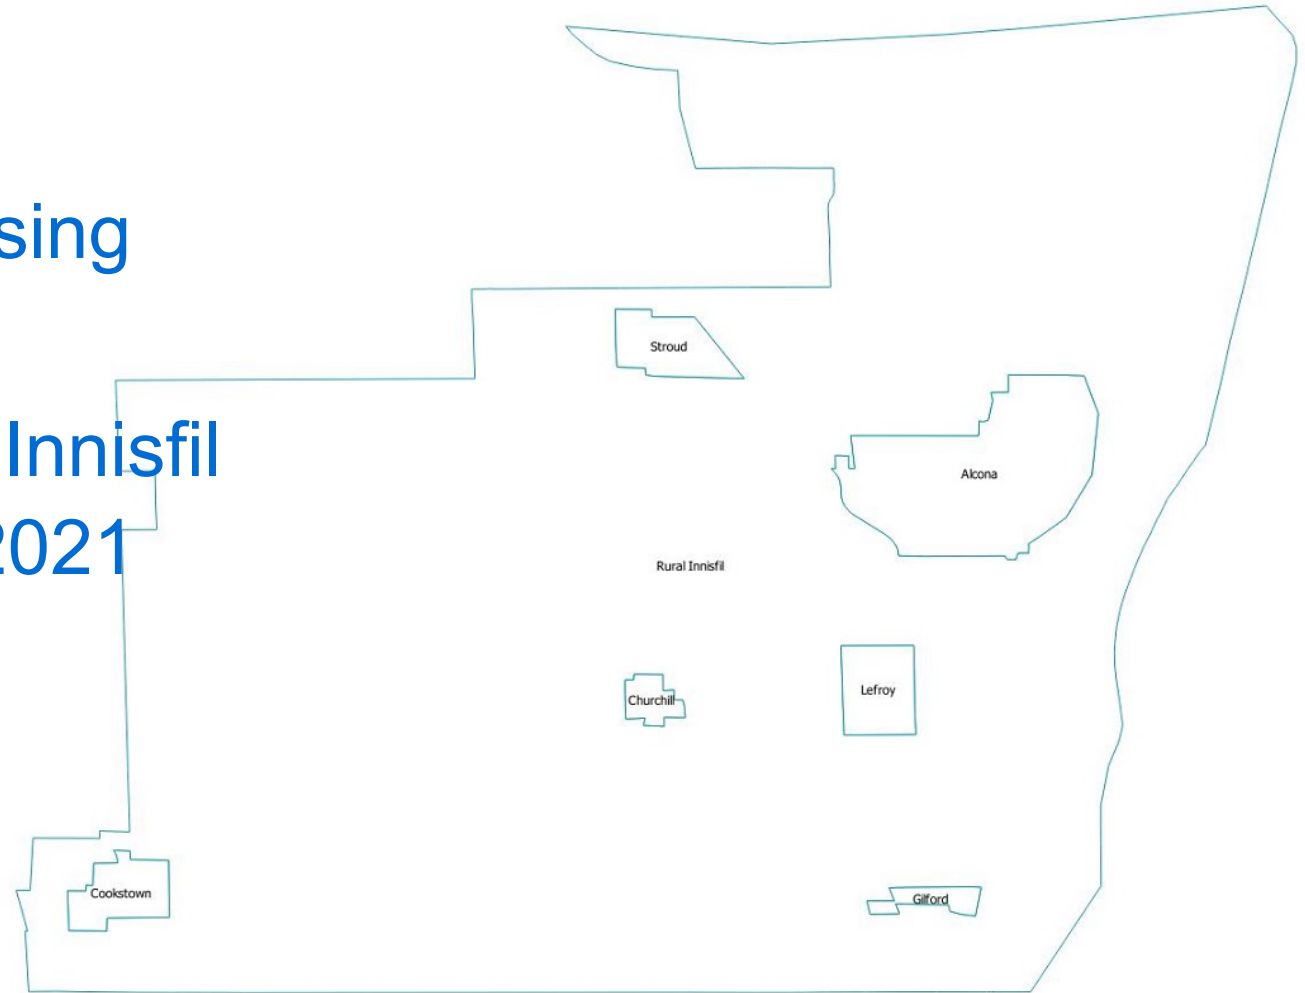 sing
Innisfil
2021
Stroud
Alcona
Rural Innisfil
Churchill
Lefroy
Cookstown
Gilford